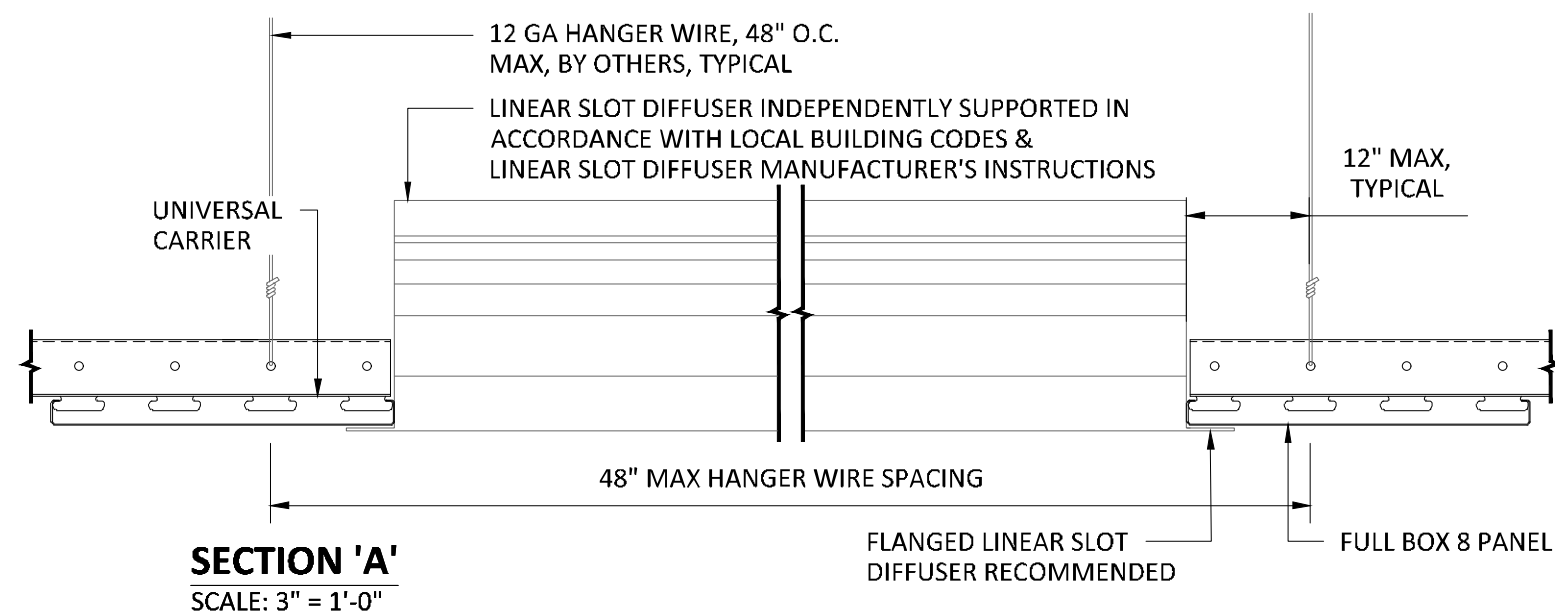 12 GA HANGER WIRE, 48" O.C.
MAX, BY OTHERS, TYPICAL
LINEAR SLOT DIFFUSER INDEPENDENTLY SUPPORTED IN
ACCORDANCE WITH LOCAL BUILDING CODES &
LINEAR SLOT DIFFUSER MANUFACTURER'S INSTRUCTIONS
12" MAX,
TYPICAL
UNIVERSAL
CARRIER
48" MAX HANGER WIRE SPACING
FLANGED LINEAR SLOT
DIFFUSER RECOMMENDED
FULL BOX 8 PANEL
SECTION 'A'
SCALE: 3" = 1'-0"